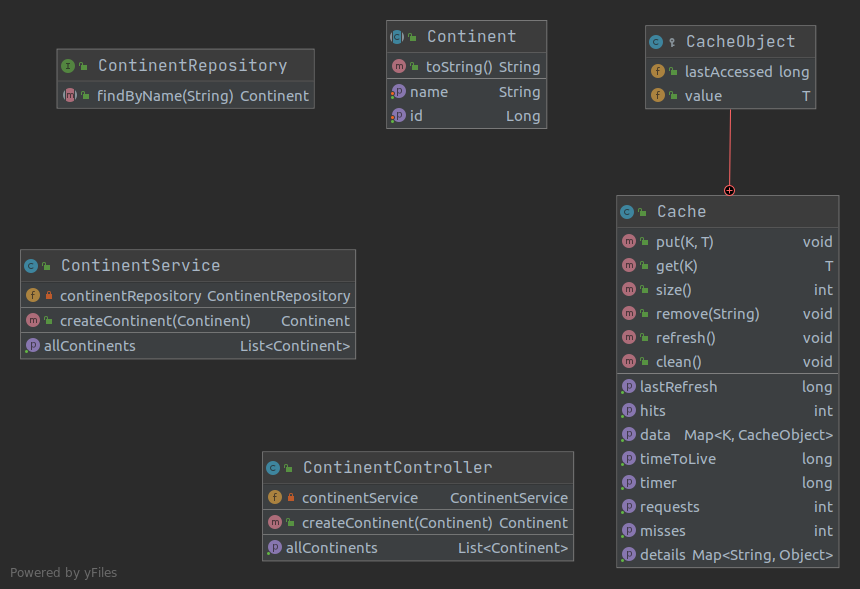 ContinentRepository
findByName(String) Continent
Continent
toString() String
name String
id Long
CacheObject
lastAccessed long
value T
Cache
put(K, T) void
get(K) T
size() int
remove(String) void
refresh() void
clean() void
lastRefresh long
hits int
data Map<K, CacheObject>
timeToLive long
timer long
requests int
misses int
details Map<String, Object>
ContinentService
continentRepository ContinentRepository
createContinent(Continent) Continent
allContinents List<Continent>
ContinentController
continentService ContinentService
createContinent(Continent) Continent
allContinents List<Continent>
Powered by yFiles